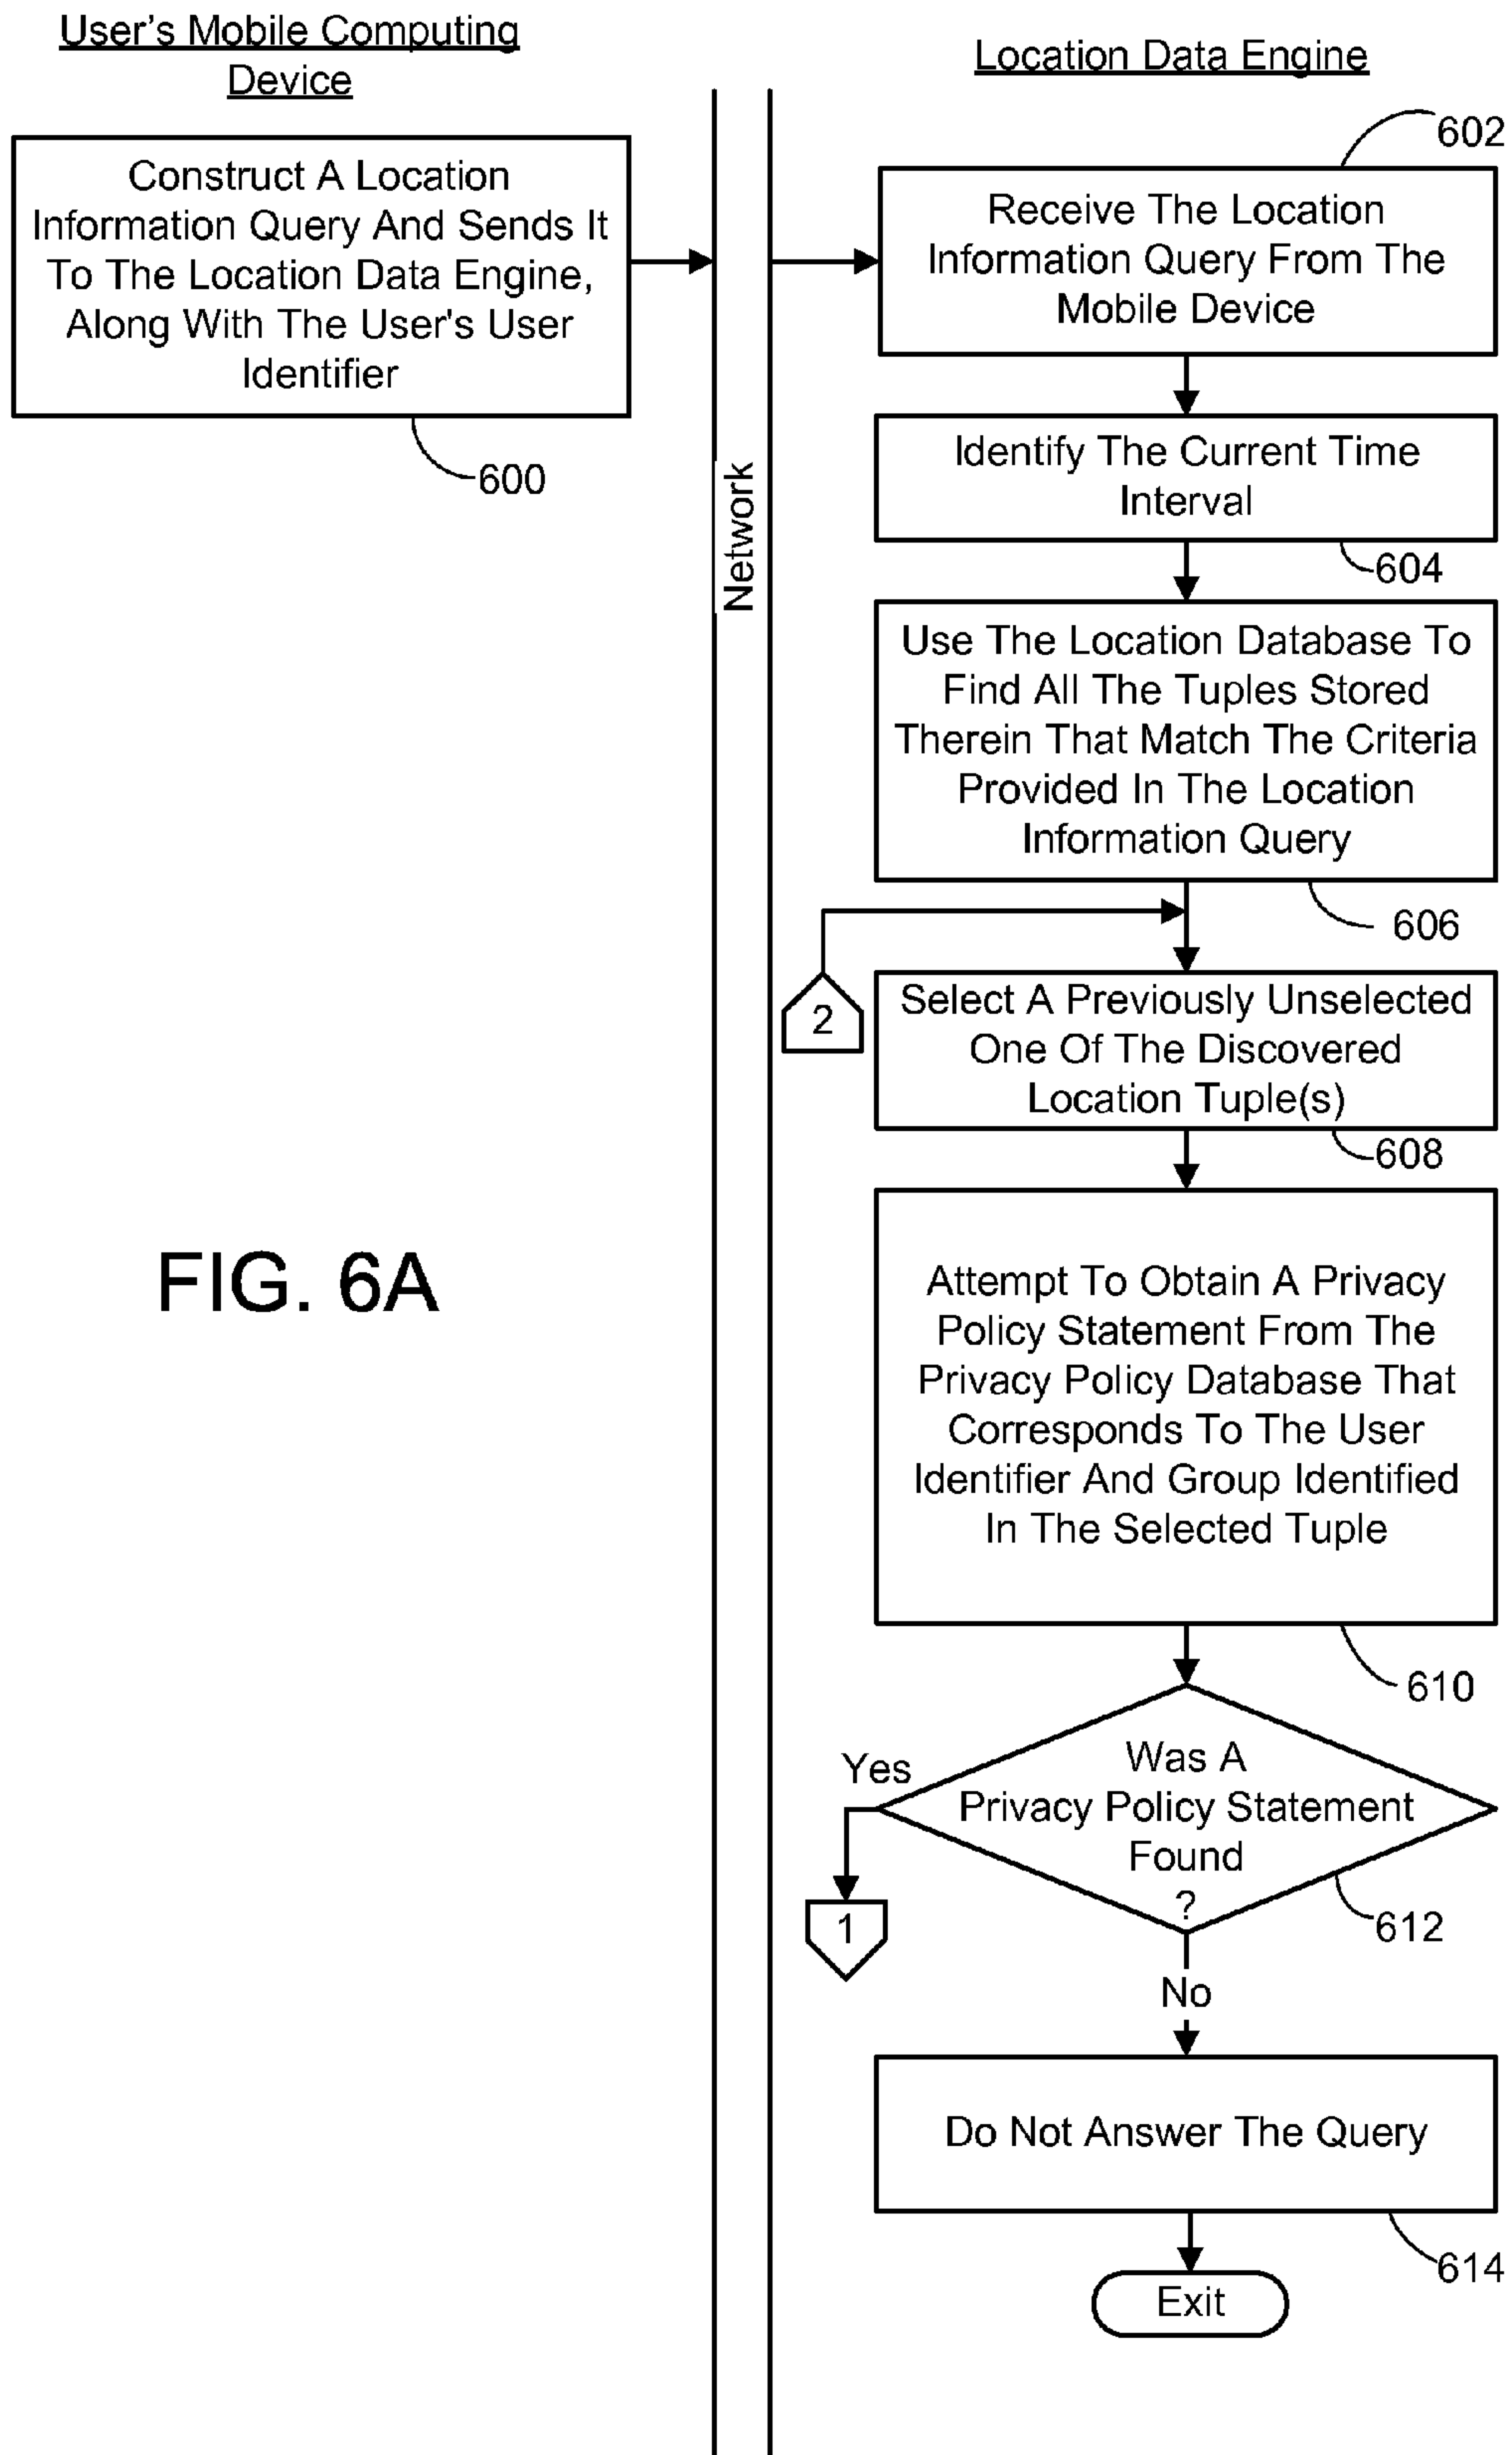 User's Mobile Computing
Device
Construct A Location
Information Query And Sends It
To The Location Data Engine,
Along With The User's User
Identifier
600
Network
Location Data Engine
602
Receive The Location
Information Query From The
Mobile Device
Identify The Current Time
Interval
604
Use The Location Database To
Find All The Tuples Stored
Therein That Match The Criteria
Provided In The Location
Information Query
606
2
Select A Previously Unselected
One Of The Discovered
Location Tuple(s)
608
Attempt To Obtain A Privacy
Policy Statement From The
Privacy Policy Database That
Corresponds To The User
Identifier And Group Identified
In The Selected Tuple
610
Was A
Privacy Policy Statement
Found
?
612
Yes
1
No
Do Not Answer The Query
614
Exit
FIG. 6A